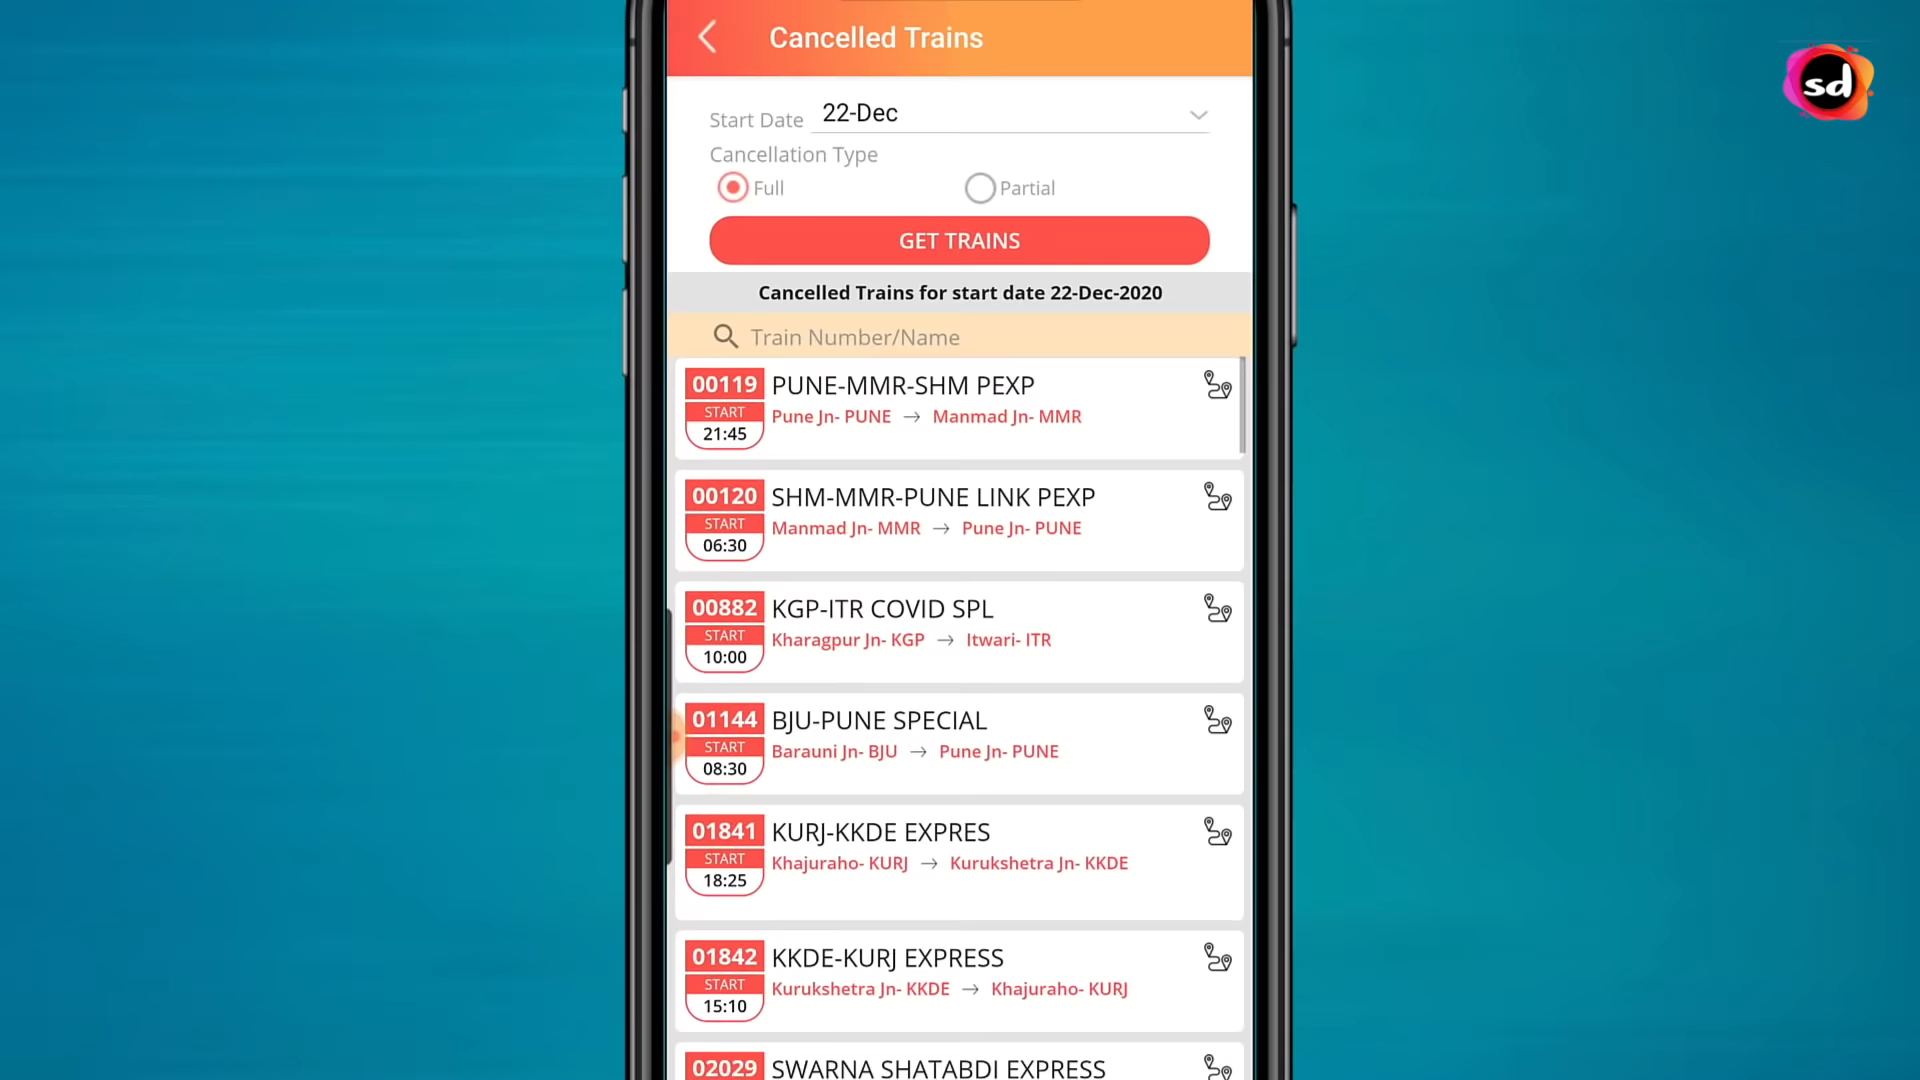 Cancelled Trains
sd
Start Date 22-Dec
Cancellation Type
Full Partial
GET TRAINS
Cancelled Trains for start date 22-Dec-2020
Train Number/Name
00119 PUNE-MMR-SHM PEXP
START Pune Jn- PUNE → Manmad Jn- MMR
21:45
00120 SHM-MMR-PUNE LINK PEXP
START Manmad Jn- MMR → Pune Jn- PUNE
06:30
00882 KGP-ITR COVID SPL
START Kharagpur Jn- KGP → Itwari- ITR
10:00
01144 BJU-PUNE SPECIAL
START Barauni Jn- BJU → Pune Jn- PUNE
08:30
01841 KURJ-KKDE EXPRES
START Khajuraho- KURJ → Kurukshetra Jn- KKDE
18:25
01842 KKDE-KURJ EXPRESS
START Kurukshetra Jn- KKDE → Khajuraho- KURJ
15:10
02029 SWARNA SHATABDI EXPRESS